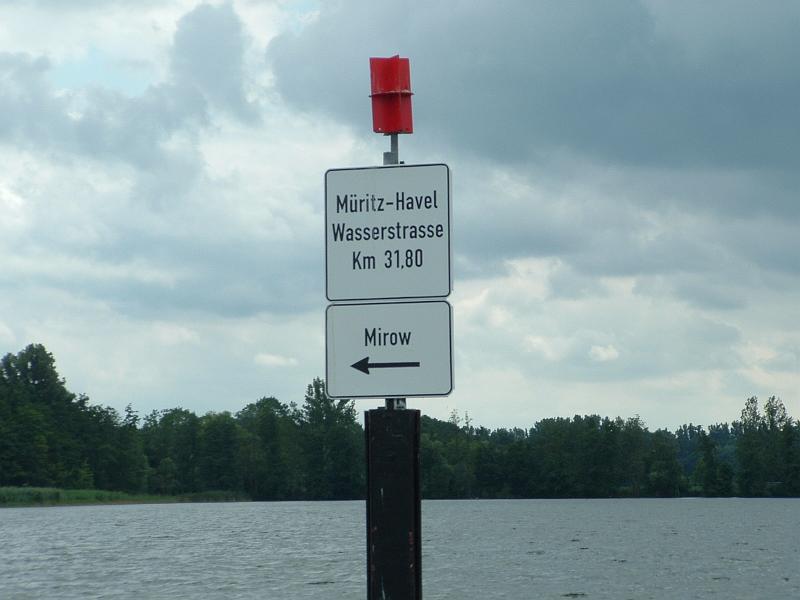 Müritz-Havel
Wasserstrasse
Km 31,80
Mirow